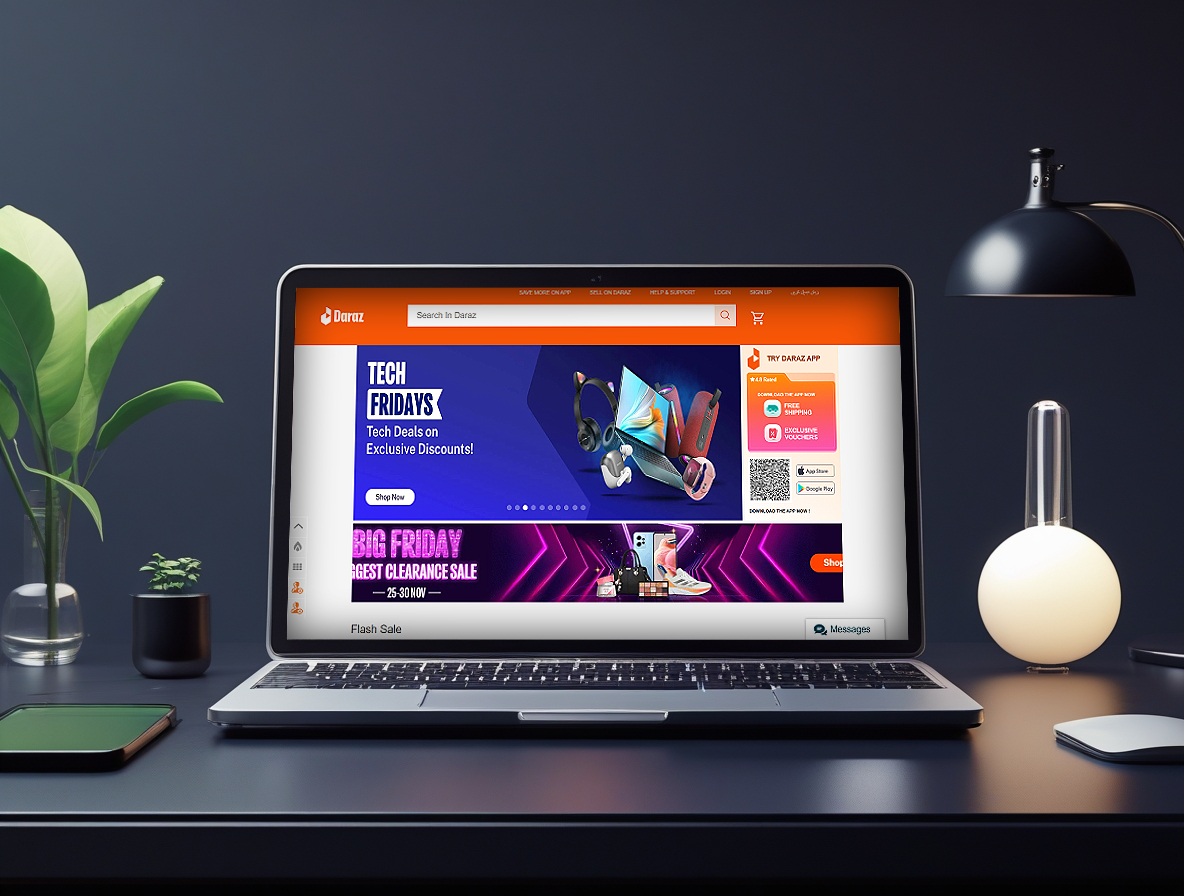 SAVE MORE ON APP
SELL ON DARAZ
HELP & SUPPORT
LOGIN
SIGN UP
Daraz
Search In Daraz
TECH
FRIDAYS
Tech Deals on
Exclusive Discounts!
Shop Now
TRY DARAZ APP
4.8 Rated
DOWNLOAD THE APP NOW
FREE
SHIPPING
EXCLUSIVE
VOUCHERS
App Store
Google Play
DOWNLOAD THE APP NOW !
BIG FRIDAY
GGEST CLEARANCE SALE
25-30 NOV
Shop
Flash Sale
Messages